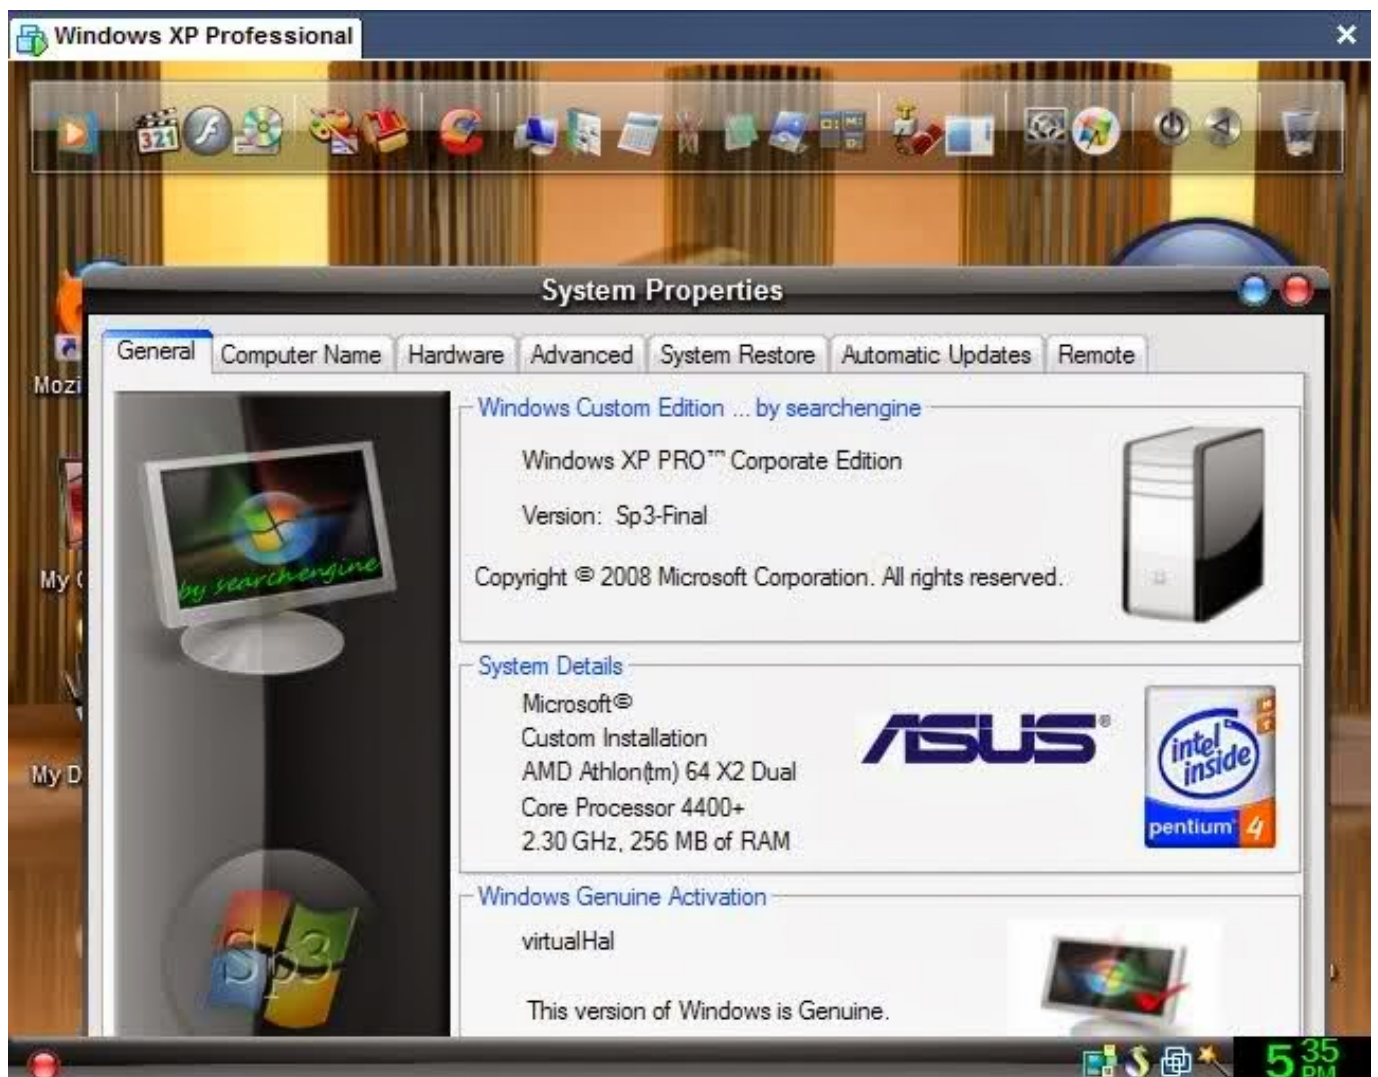 Windows XP Professional
321
System Properties
General Computer Name Hardware Advanced System Restore Automatic Updates Remote
Mozi
Windows Custom Edition ... by searchengine
Windows XP PRO™ Corporate Edition
Version: Sp3-Final
by searchengine
My
Copyright © 2008 Microsoft Corporation. All rights reserved.
System Details
Microsoft©
Custom Installation
AMD Athlon(tm) 64 X2 Dual
Core Processor 4400+
2.30 GHz, 256 MB of RAM
ASUS®
HT
intel
inside
pentium 4
My D
Windows Genuine Activation
virtualHal
Sp3
This version of Windows is Genuine.
5 35
PM